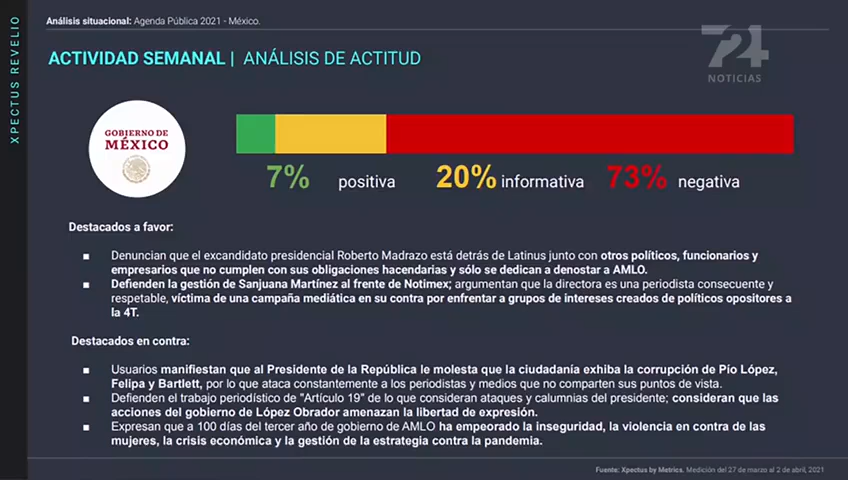 XPECTUS REVELIO
Análisis situacional: Agenda Pública 2021 - México.
724
NOTICIAS
ACTIVIDAD SEMANAL | ANÁLISIS DE ACTITUD
GOBIERNO DE
MÉXICO
7% positiva 20% informativa 73% negativa
Destacados a favor:
■ Denuncian que el excandidato presidencial Roberto Madrazo está detrás de Latinus junto con otros políticos, funcionarios y
empresarios que no cumplen con sus obligaciones hacendarias y sólo se dedican a denostar a AMLO.
■ Defienden la gestión de Sanjuana Martínez al frente de Notimex; argumentan que la directora es una periodista consecuente y
respetable, víctima de una campaña mediática en su contra por enfrentar a grupos de intereses creados de políticos opositores a
la 4T.
Destacados en contra:
■ Usuarios manifiestan que al Presidente de la República le molesta que la ciudadanía exhiba la corrupción de Pío López,
Felipa y Bartlett, por lo que ataca constantemente a los periodistas y medios que no comparten sus puntos de vista.
■ Defienden el trabajo periodístico de "Artículo 19" de lo que consideran ataques y calumnias del presidente; consideran que las
acciones del gobierno de López Obrador amenazan la libertad de expresión.
■ Expresan que a 100 días del tercer año de gobierno de AMLO ha empeorado la inseguridad, la violencia en contra de las
mujeres, la crisis económica y la gestión de la estrategia contra la pandemia.
Fuente: Xpectus by Metrics. Medición del 27 de marzo al 2 de abril, 2021